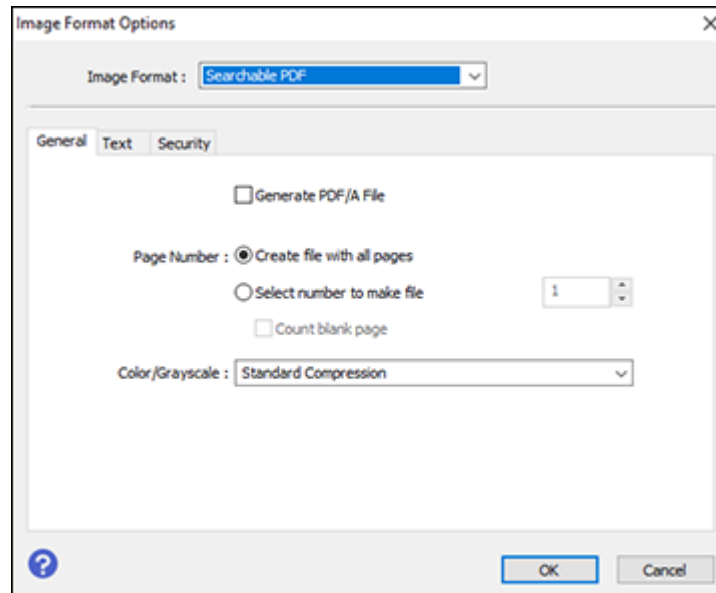 Image Format Options
Image Format : Searchable PDF
General Text Security
Generate PDF/A File
Page Number : Create file with all pages
Select number to make file 1
Count blank page
Color/Grayscale : Standard Compression
?
OK Cancel